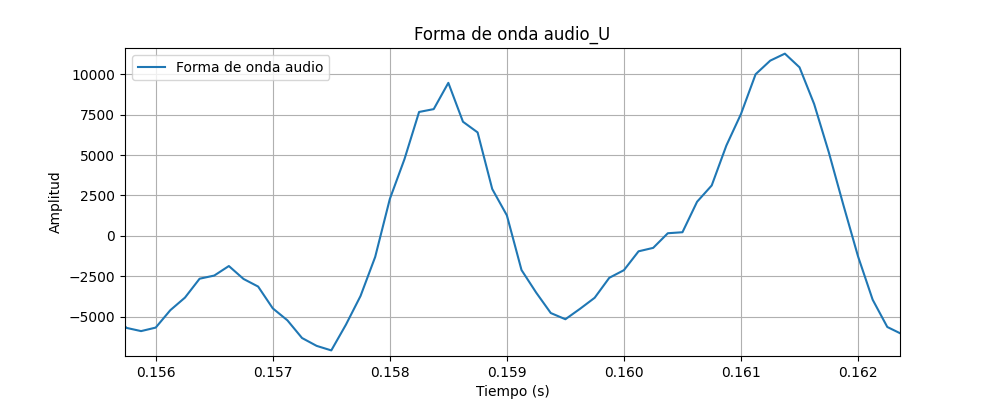 Forma de onda audio_U
Forma de onda audio
10000
7500
5000
2500
0
−2500
−5000
Amplitud
0.156 0.157 0.158 0.159 0.160 0.161 0.162
Tiempo (s)